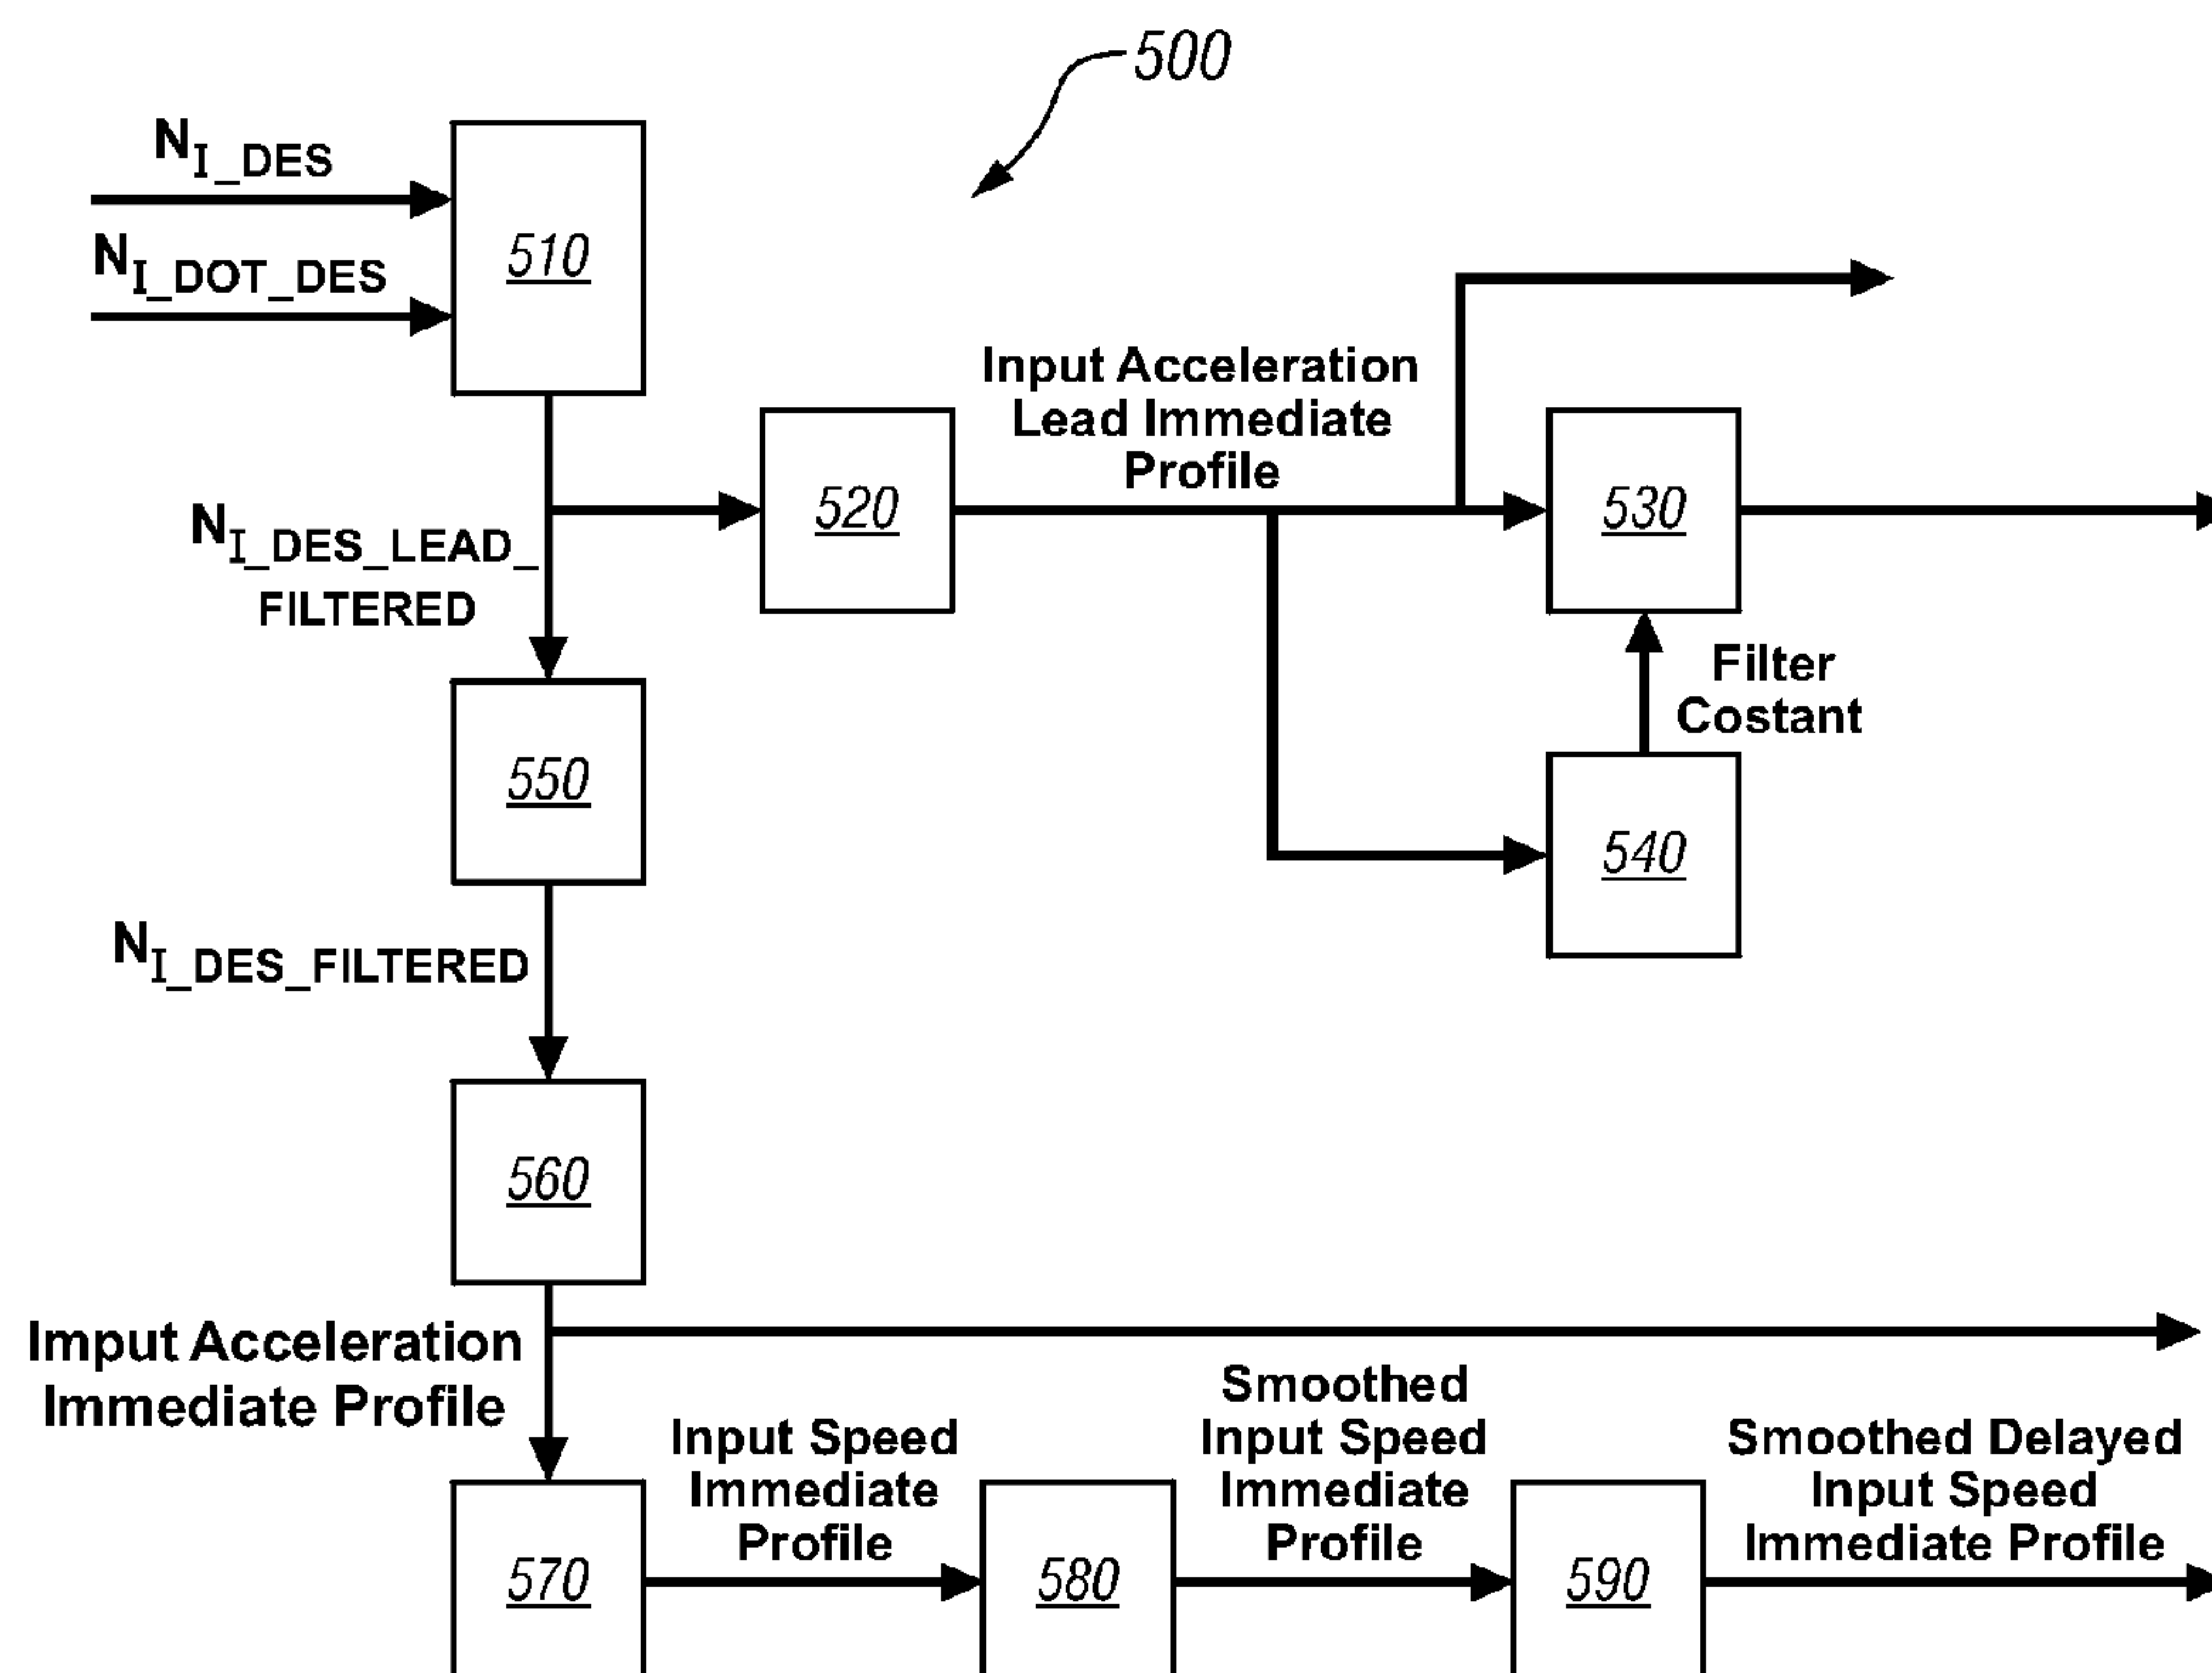 500
N_I_DES
N_I_DOT_DES
510
Input Acceleration
Lead Immediate
Profile
N_I_DES_LEAD_
FILTERED
520
530
Filter
Costant
550
540
N_I_DES_FILTERED
560
Imput Acceleration
Immediate Profile
Input Speed
Immediate
Profile
Smoothed
Input Speed
Immediate
Profile
Smoothed Delayed
Input Speed
Immediate Profile
570
580
590